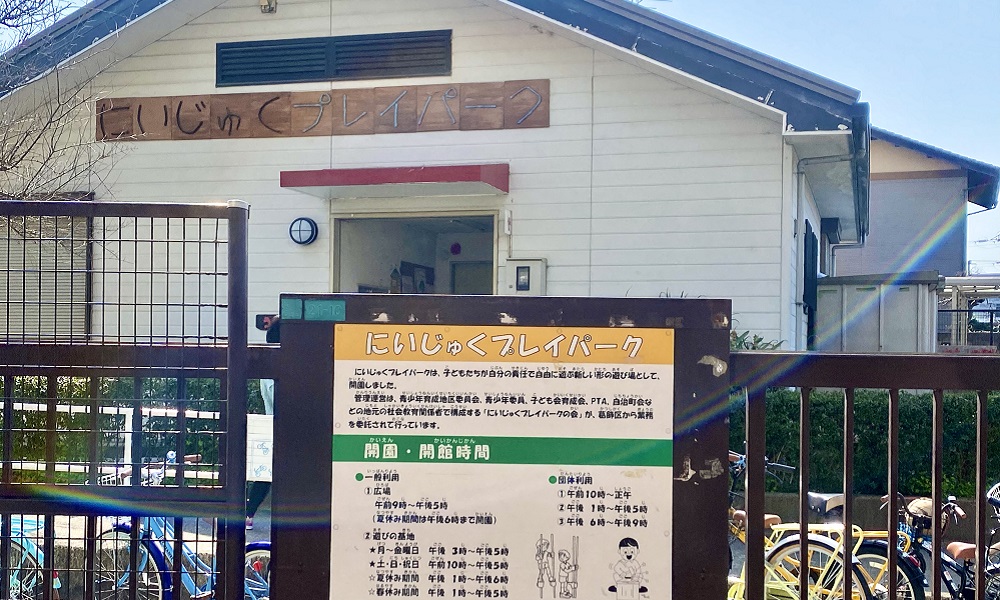 にいじゅくプレイパーク
にいじゅくプレイパーク
にいじゅくプレイパークは、子どもたちが自分の責任で自由に遊ぶ新しい形の遊び場として、
開園しました。
管理運営は、青少年育成地区委員会、青少年委員、子ども会育成会、PTA、自治町会な
どの地元の社会教育関係者で構成する「にいじゅくプレイパークの会」が、葛飾区から業務
を委託されて行っています。
開園・開館時間
●一般利用
①広場
午前9時～午後5時
(夏休み期間は午後6時まで開園)
②遊びの基地
★月～金曜日 午後 3時～午後5時
★土・日・祝日 午前10時～午後5時
☆夏休み期間 午後 1時～午後6時
☆春休み期間 午後 1時～午後5時
●団体利用
①午前10時～正午
②午後 1時～午後5時
③午後 6時～午後9時